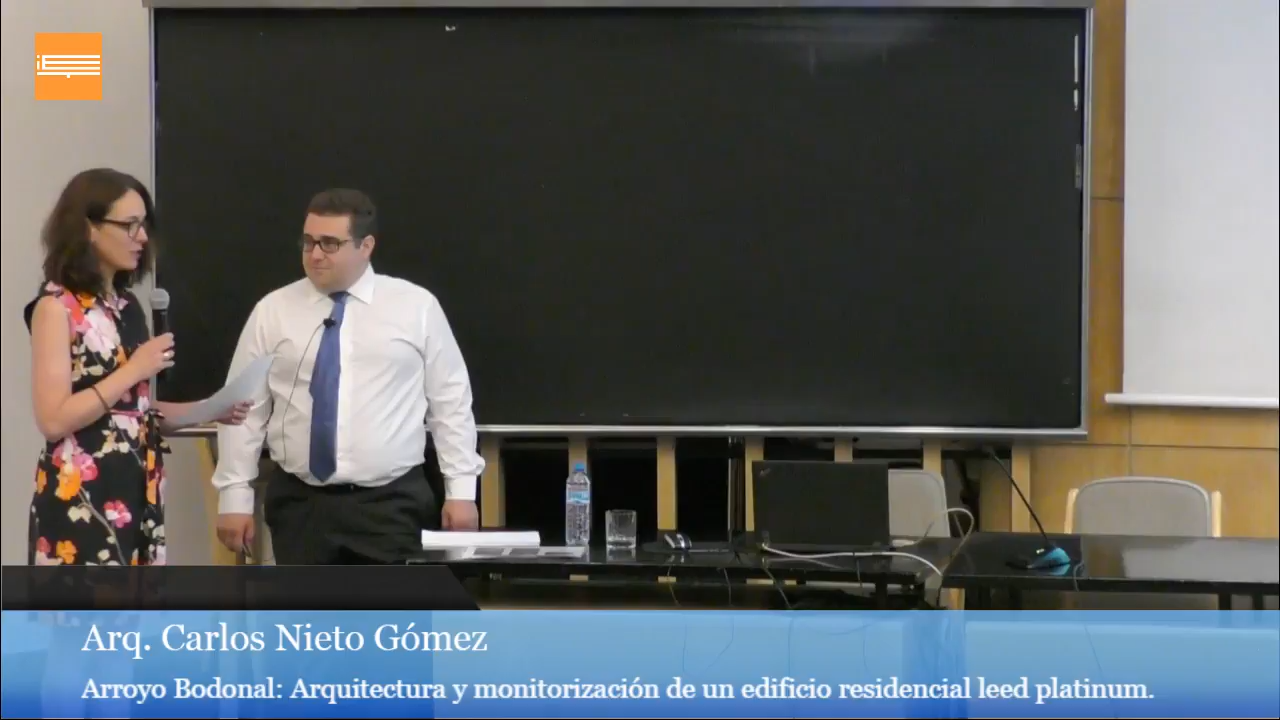 Arq. Carlos Nieto Gómez
Arroyo Bodonal: Arquitectura y monitorización de un edificio residencial leed platinum.